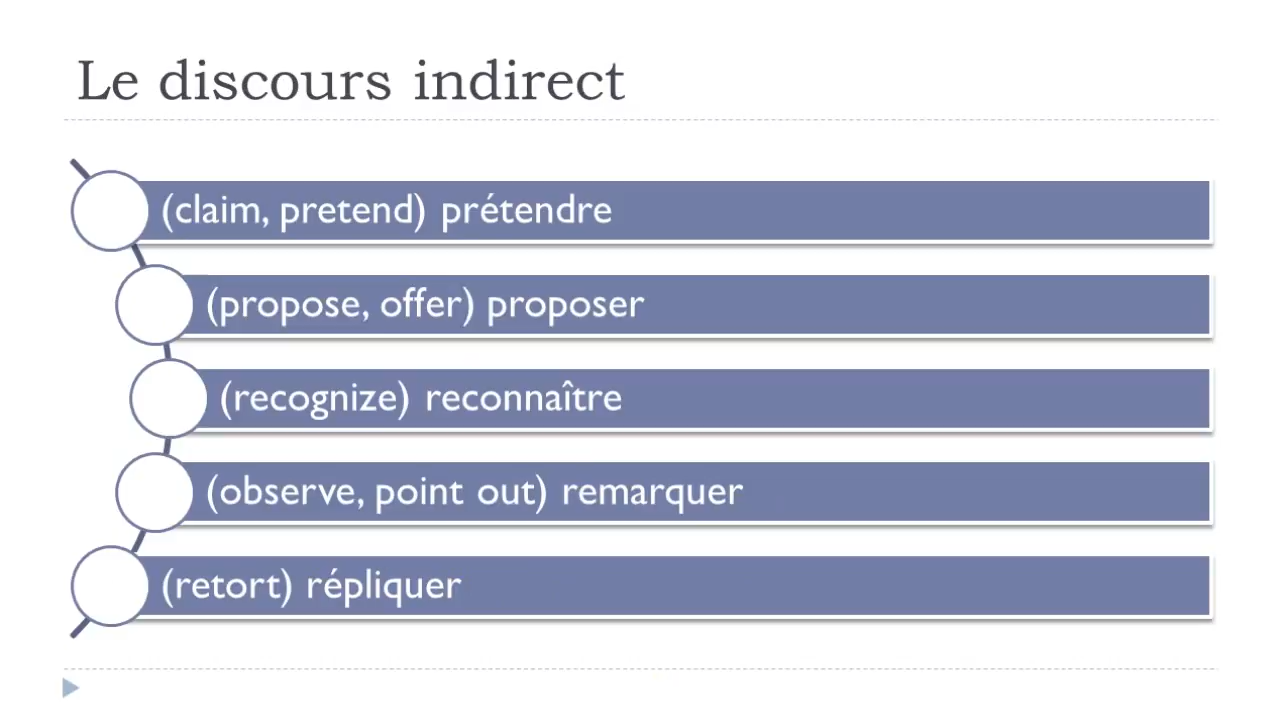 Le discours indirect
(claim, pretend) prétendre
(propose, offer) proposer
(recognize) reconnaître
(observe, point out) remarquer
(retort) répliquer